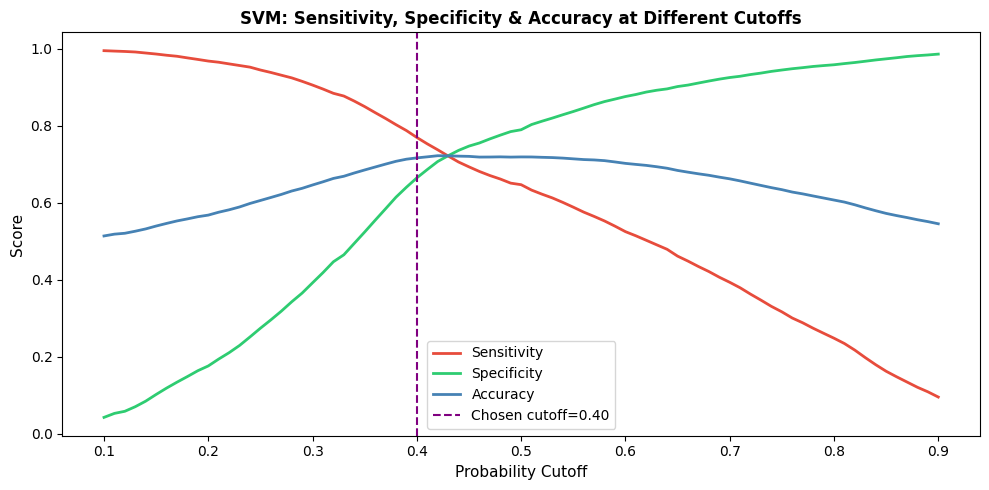 SVM: Sensitivity, Specificity & Accuracy at Different Cutoffs
Score
1.0
0.8
0.6
0.4
0.2
0.0
Sensitivity
Specificity
Accuracy
Chosen cutoff=0.40
0.1 0.2 0.3 0.4 0.5 0.6 0.7 0.8 0.9
Probability Cutoff